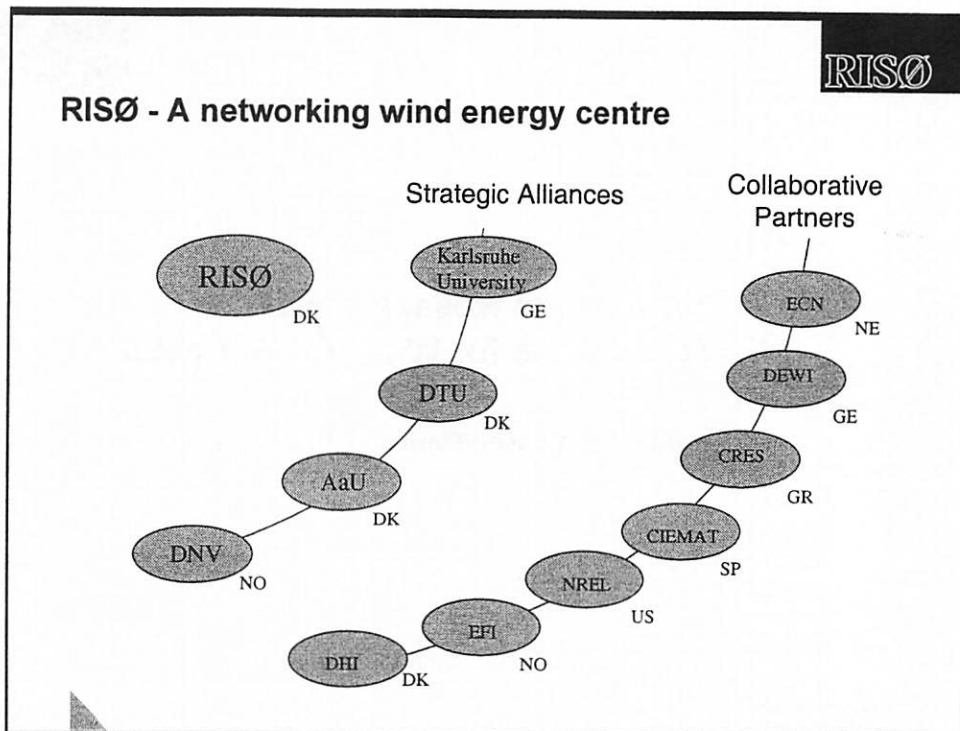 RISØ
RISØ - A networking wind energy centre
Strategic Alliances
Collaborative
Partners
RISØ
DK
Karlsruhe
University
GE
DTU
DK
AaU
DK
DNV
NO
ECN
NE
DEWI
GE
CRES
GR
CIEMAT
SP
NREL
US
EFI
NO
DHI
DK